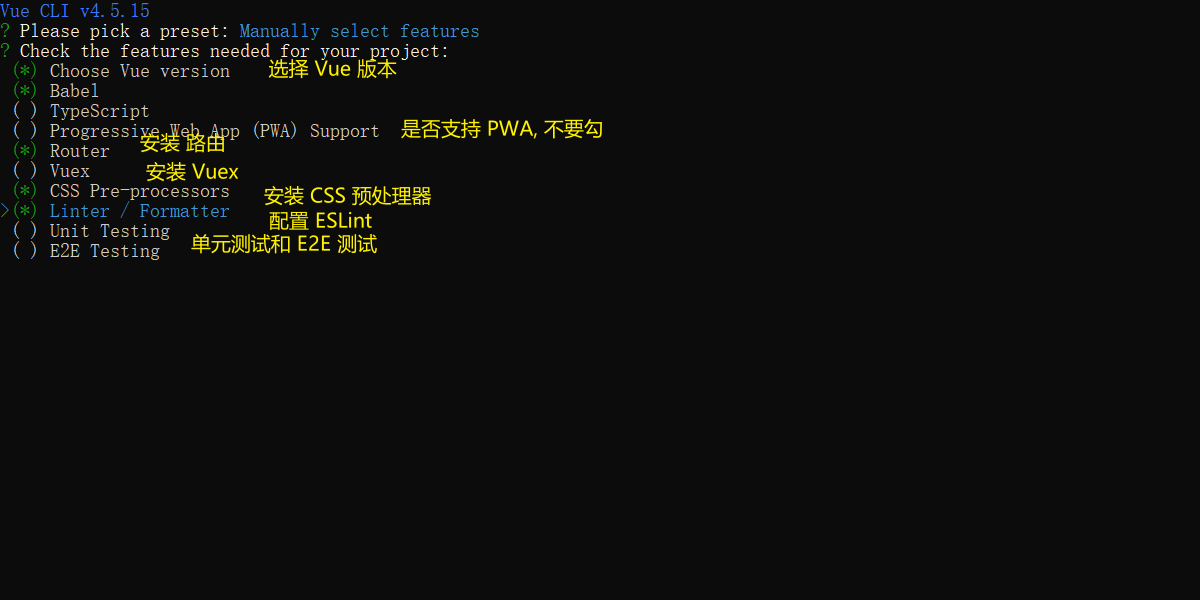 Vue CLI v4.5.15
? Please pick a preset: Manually select features
? Check the features needed for your project:
(*) Choose Vue version 选择 Vue 版本
(*) Babel
( ) TypeScript
( ) Progressive Web App (PWA) Support 是否支持 PWA, 不要勾
(*) Router 安装 路由
( ) Vuex 安装 Vuex
(*) CSS Pre-processors 安装 CSS 预处理器
>(*) Linter / Formatter 配置 ESLint
( ) Unit Testing
( ) E2E Testing 单元测试和 E2E 测试